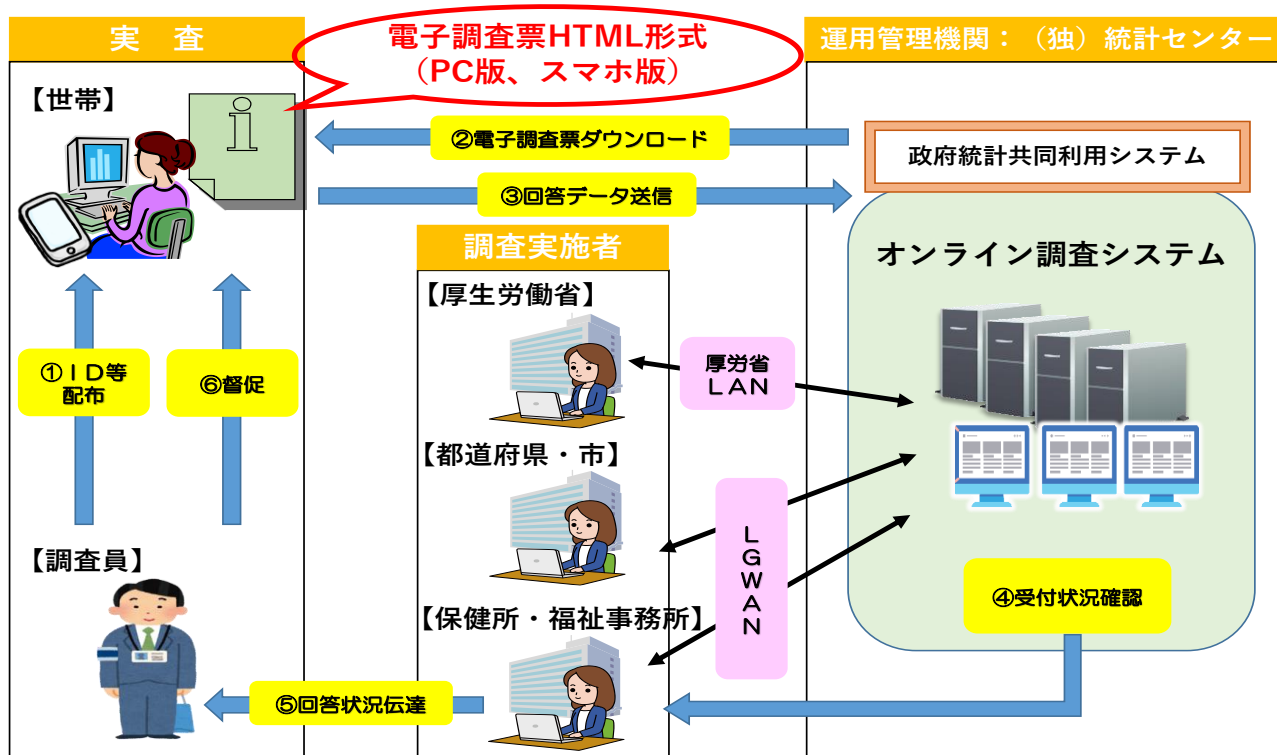 実 査
電子調査票HTML形式
（PC版、スマホ版）
運用管理機関：（独）統計センター
【世帯】
i
②電子調査票ダウンロード
③回答データ送信
政府統計共同利用システム
オンライン調査システム
調査実施者
【厚生労働省】
厚労省
LAN
①ＩＤ等
配布
⑥督促
【都道府県・市】
LGWAN
【調査員】
④受付状況確認
【保健所・福祉事務所】
⑤回答状況伝達